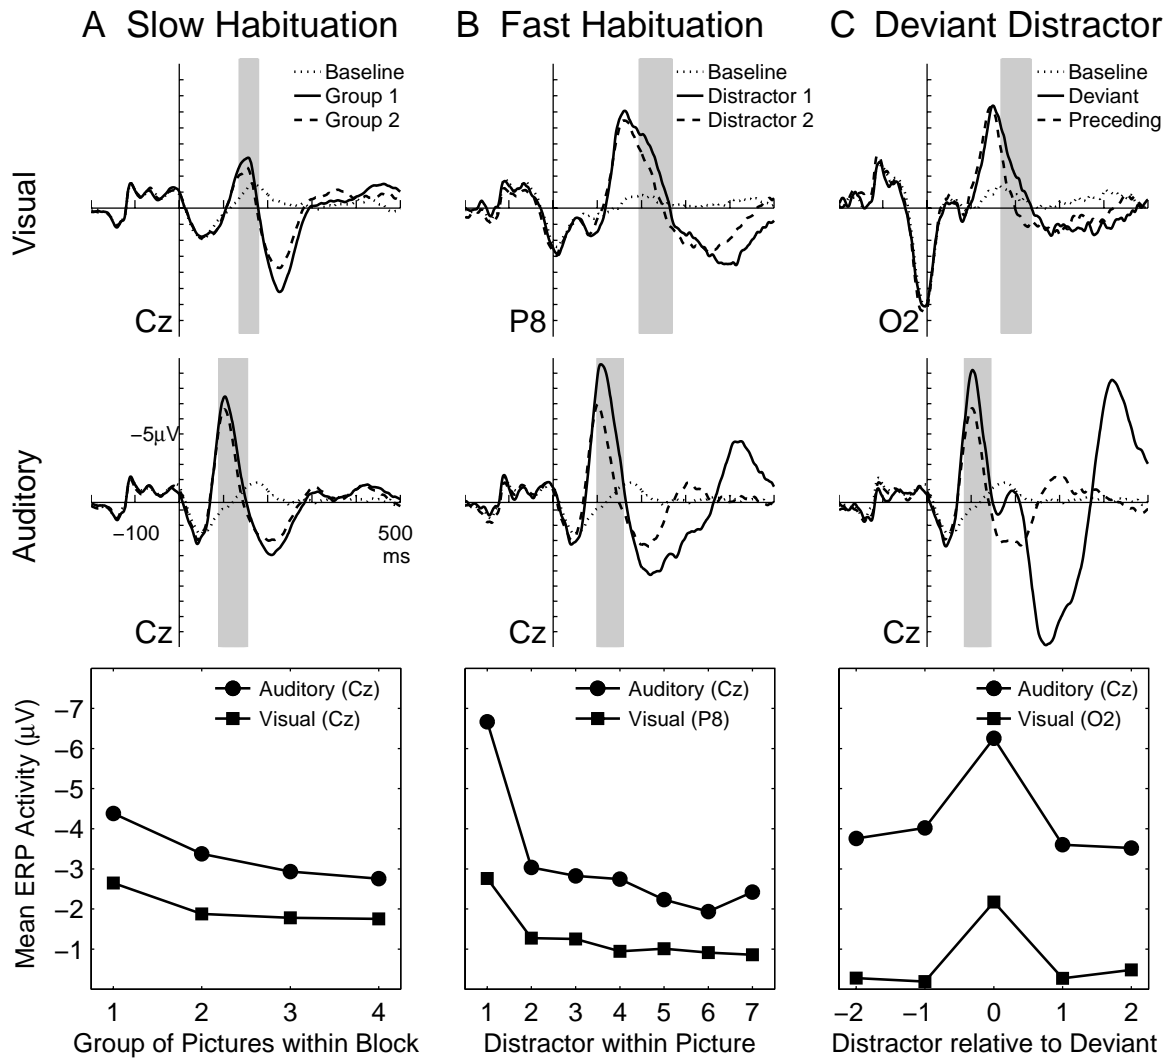 A Slow Habituation
B Fast Habituation
C Deviant Distractor
Visual
Baseline
Group 1
Group 2
Cz
Baseline
Distractor 1
Distractor 2
P8
Baseline
Deviant
Preceding
O2
Auditory
−5μV
−100
500
ms
Cz
Cz
Cz
Mean ERP Activity (μV)
−7
−6
−5
−4
−3
−2
−1
Auditory (Cz)
Visual (Cz)
1 2 3 4
Group of Pictures within Block
Auditory (Cz)
Visual (P8)
1 2 3 4 5 6 7
Distractor within Picture
Auditory (Cz)
Visual (O2)
−2 −1 0 1 2
Distractor relative to Deviant